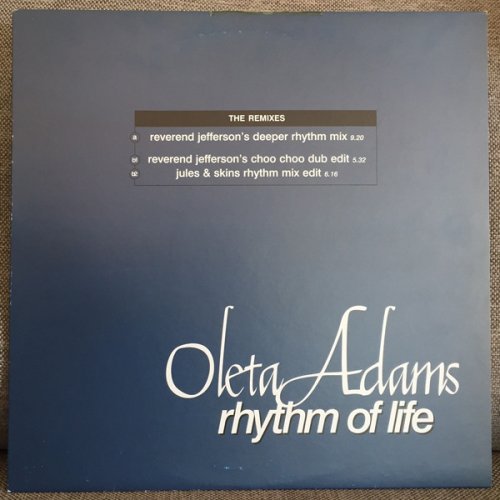 THE REMIXES
a reverend jefferson's deeper rhythm mix 9.20
b1 reverend jefferson's choo choo dub edit 5.32
b2 jules & skins rhythm mix edit 6.16
Oleta Adams
rhythm of life